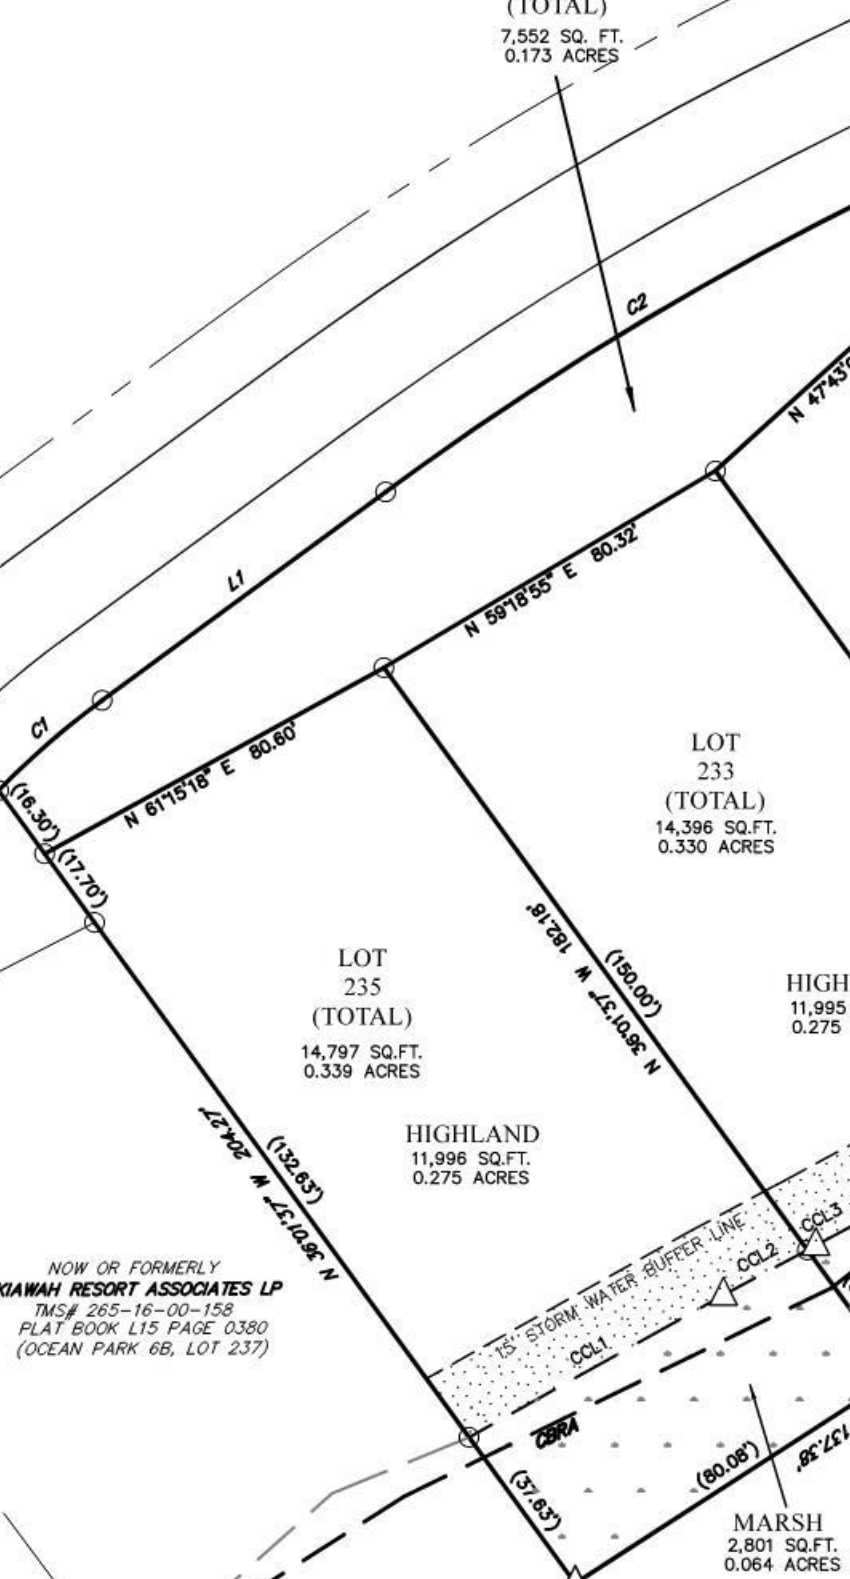 (TOTAL)
7,552 SQ. FT.
0.173 ACRES
C2
N 47°43'
L1
N 59°18'55" E 80.32'
C1
N 61°15'18" E 80.60'
(16.30')
(17.70')
LOT
233
(TOTAL)
14,396 SQ.FT.
0.330 ACRES
N 36°01'37" W 182.18'
(150.00')
LOT
235
(TOTAL)
14,797 SQ.FT.
0.339 ACRES
HIGH
11,995
0.275
HIGHLAND
11,996 SQ.FT.
0.275 ACRES
N 36°01'37" W 204.27'
(132.63')
NOW OR FORMERLY
KIAWAH RESORT ASSOCIATES LP
TMS# 265-16-00-158
PLAT BOOK L15 PAGE 0380
(OCEAN PARK 6B, LOT 237)
15' STORM WATER BUFFER LINE
CCL1
CCL2
CCL3
CBRA
(37.63')
(80.08')
137.38'
MARSH
2,801 SQ.FT.
0.064 ACRES